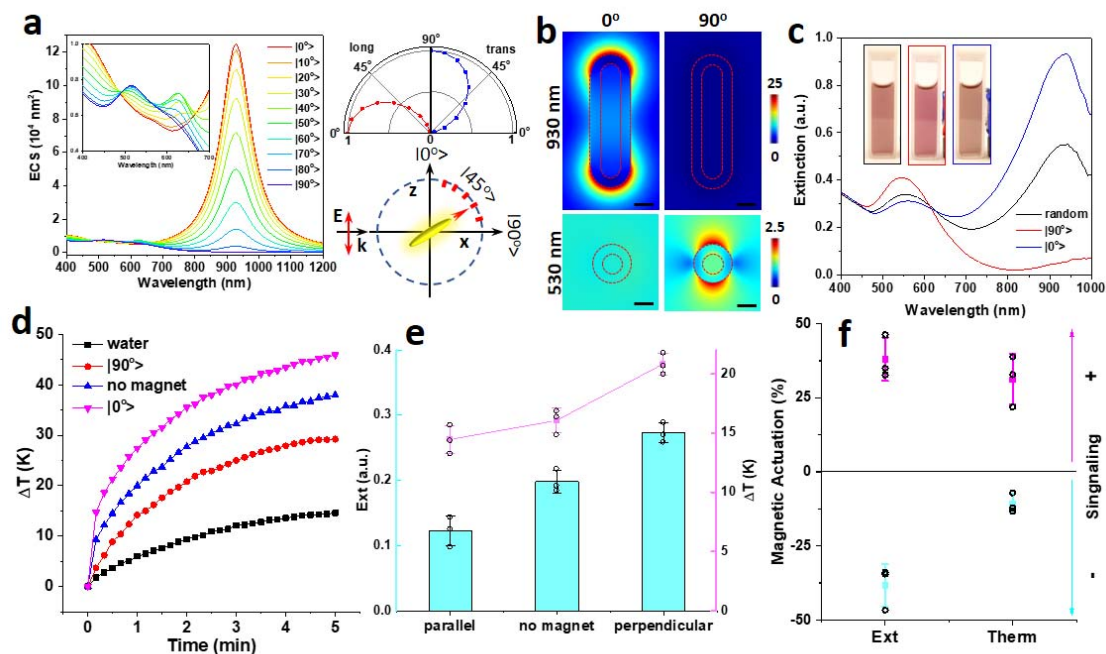 a
ECS [10⁴ nm²]
12
10
8
6
4
2
0
400 500 600 700 800 900 1000 1100 1200
Wavelength (nm)
1.0
0.8
0.6
0.4
400 500 600 700
Wavelength (nm)
|0°>
|10°>
|20°>
|30°>
|40°>
|50°>
|60°>
|70°>
|80°>
|90°>
90°
long
trans
45°
45°
0°
0°
1 0 1
|0°>
|45°>
|90°>
z
x
E
k
b
0°
90°
930 nm
530 nm
25
0
2.5
0
c
Extinction (a.u.)
1.0
0.8
0.6
0.4
0.2
0.0
400 500 600 700 800 900 1000
Wavelength (nm)
random
|90°>
|0°>
d
water
|90°>
no magnet
|0°>
ΔT (K)
50
40
30
20
10
0
0 1 2 3 4 5
Time (min)
e
Ext (a.u.)
0.4
0.3
0.2
0.1
0.0
parallel no magnet perpendicular
20
15
10
5
0
ΔT (K)
f
Magnetic Actuation (%)
50
25
0
-25
-50
Ext Therm
+
Singnaling
-